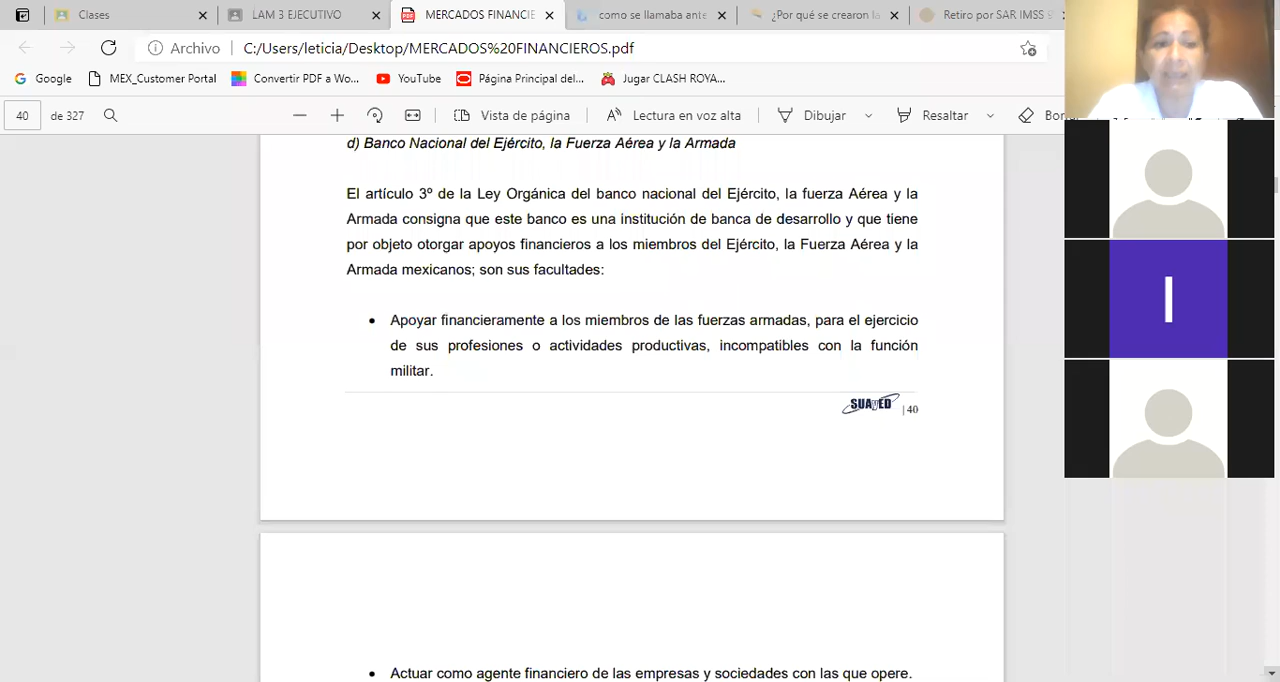 Clases
LAM 3 EJECUTIVO
MERCADOS FINANCIE
como se llamaba ante
¿Por qué se crearon la
Retiro por SAR IMSS 9
Archivo
C:/Users/leticia/Desktop/MERCADOS%20FINANCIEROS.pdf
Google
MEX_Customer Portal
Convertir PDF a Wo...
YouTube
Página Principal del...
Jugar CLASH ROYA...
40 de 327
Vista de página
Lectura en voz alta
Dibujar
Resaltar
Bor
d) Banco Nacional del Ejército, la Fuerza Aérea y la Armada
El artículo 3º de la Ley Orgánica del banco nacional del Ejército, la fuerza Aérea y la
Armada consigna que este banco es una institución de banca de desarrollo y que tiene
por objeto otorgar apoyos financieros a los miembros del Ejército, la Fuerza Aérea y la
Armada mexicanos; son sus facultades:
• Apoyar financieramente a los miembros de las fuerzas armadas, para el ejercicio
de sus profesiones o actividades productivas, incompatibles con la función
militar.
SUAYED
| 40
I
• Actuar como agente financiero de las empresas y sociedades con las que opere.